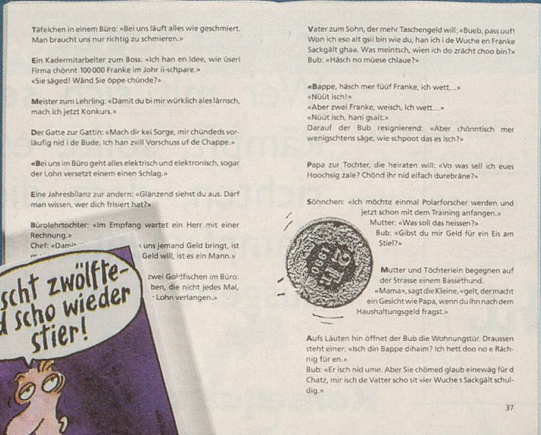 Täfelchen in einem Büro: «Bei uns läuft alles wie geschmiert.
Man braucht uns nur richtig zu schmieren.»
Ein Kadermitarbeiter zum Boss: «Ich han en Idee, wie üseri
Firma chönnt 100 000 Franke im Johr ii-schpare.»
«Sie säged! Wänd Sie öppe chünde?»
Meister zum Lehrling: «Damit du bi mir würklich ales lärnsch,
mach ich jetzt Konkurs.»
Der Gatte zur Gattin: «Mach dir kei Sorge, mir chündeds vor-
läufig nid i de Bude. Ich han zvill Vorschuss uf de Chappe.»
«Bei uns im Büro geht alles elektrisch und elektronisch, sogar
der Lohn versetzt einem einen Schlag.»
Eine Jahresbilanz zur andern: «Glänzend siehst du aus. Darf
man wissen, wer dich frisiert hat?»
Bürolehrtochter: «Im Empfang wartet ein Herr mit einer
Rechnung.»
Chef: «Damit uns jemand Geld bringt, ist
Geld will, ist es ein Mann.»
zwei Goldfischen im Büro:
ben, die nicht jedes Mal,
Lohn verlangen.»
scht zwölfte-
d scho wieder
stier!
Vater zum Sohn, der mehr Taschengeld will: «Bueb, pass uuf!
Won ich eso alt gsii bin wie du, han ich i de Wuche en Franke
Sackgält ghaa. Was meintsch, wien ich do zrächt choo bin?»
Bub: «Häsch no müese chlaue?»
«Bappe, häsch mer füüf Franke, ich wett...»
«Nüüt isch!»
«Aber zwei Franke, weisch, ich wett...»
«Nüüt isch, hani gsait.»
Darauf der Bub resignierend: «Aber chönntisch mer
wenigschtens säge, wie schpoot das es isch?»
Papa zur Tochter, die heiraten will: «Vo was sell ich eues
Hoochsig zale? Chönd ihr nid eifach durebräne?»
Söhnchen: «Ich möchte einmal Polarforscher werden und
jetzt schon mit dem Training anfangen.»
Mutter: «Was soll das heissen?»
Bub: «Gibst du mir Geld für ein Eis am
Stiel?»
2 Fr.
1990
Mutter und Töchterlein begegnen auf
der Strasse einem Bassethund.
«Mama», sagt die Kleine, «gelt, der macht
ein Gesicht wie Papa, wenn du ihn nach dem
Haushaltungsgeld fragst.»
Aufs Läuten hin öffnet der Bub die Wohnungstür. Draussen
steht einer: «Isch din Bappe dihaim? Ich hett doo no e Räch-
nig für en.»
Bub: «Er isch nid ume. Aber Sie chömed glaub einewäg für d
Chatz, mir isch de Vatter scho sit vier Wuche s Sackgält schul-
dig.»
37